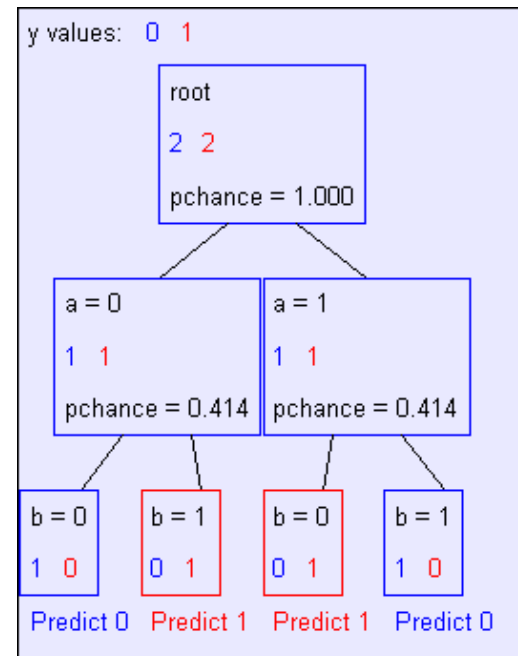 y values: 0 1
root
2 2
pchance = 1.000
a = 0
1 1
pchance = 0.414
a = 1
1 1
pchance = 0.414
b = 0
1 0
Predict 0
b = 1
0 1
Predict 1
b = 0
0 1
Predict 1
b = 1
1 0
Predict 0